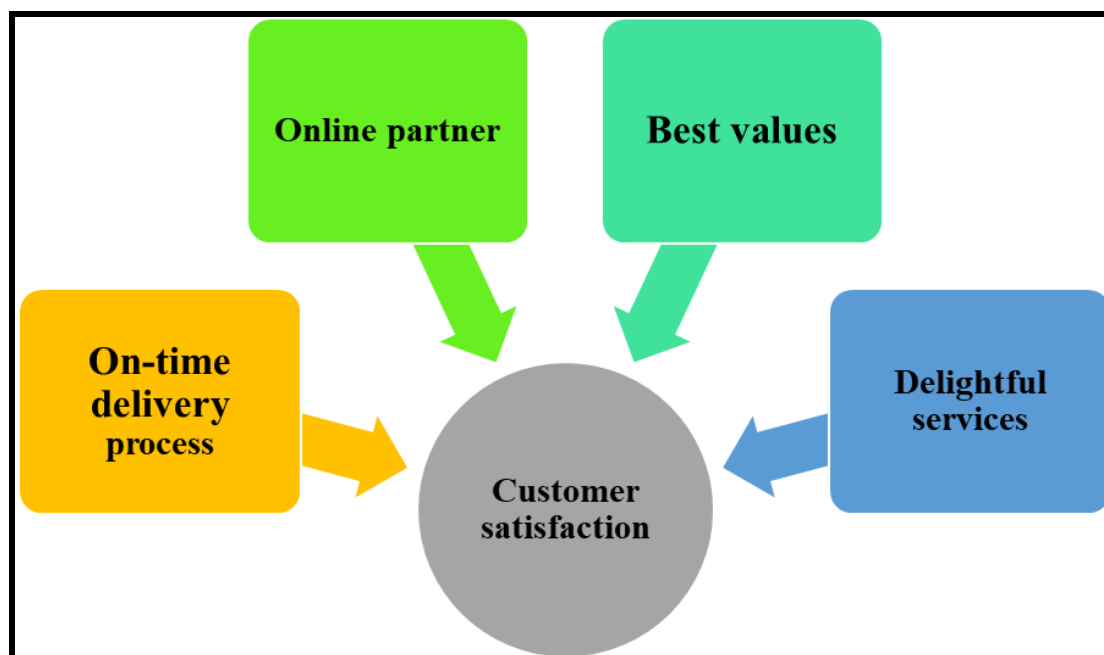 Online partner
Best values
On-time
delivery
process
Delightful
services
Customer
satisfaction